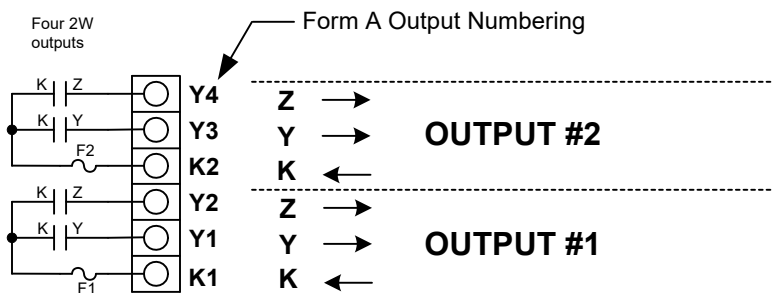 Four 2W
outputs
Form A Output Numbering
K Z Y4 Z
K Y Y3 Y OUTPUT #2
F2 K2 K
K Z Y2 Z
K Y Y1 Y OUTPUT #1
F1 K1 K